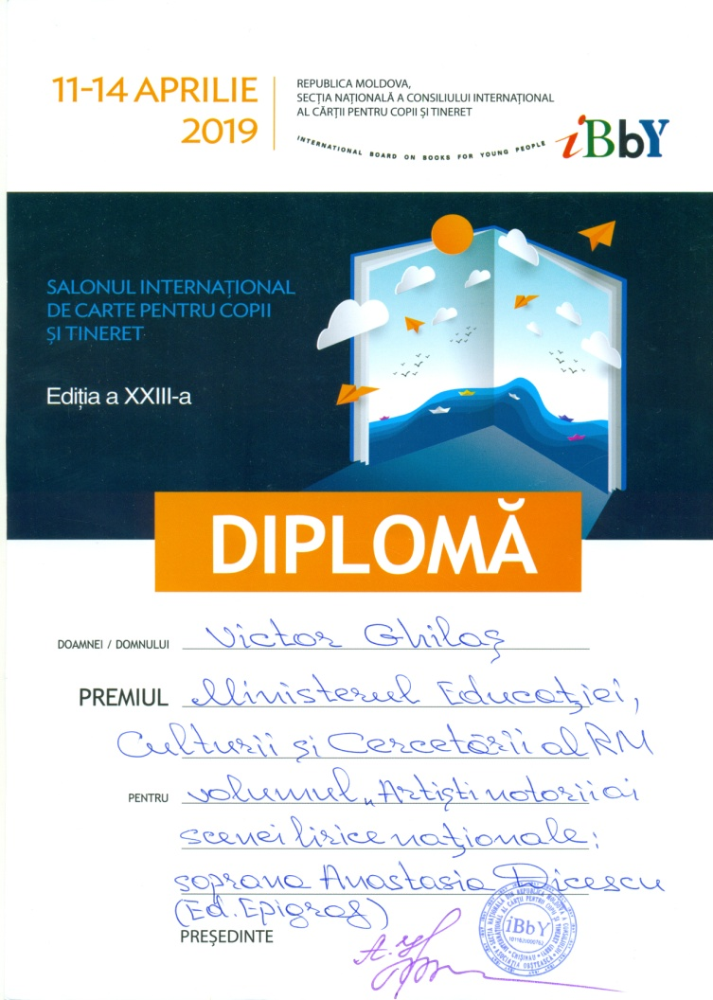 11-14 APRILIE
2019
REPUBLICA MOLDOVA,
SECȚIA NAȚIONALĂ A CONSILIULUI INTERNAȚIONAL
AL CĂRȚII PENTRU COPII ȘI TINERET
INTERNATIONAL BOARD ON BOOKS FOR YOUNG PEOPLE
iBbY
SALONUL INTERNAȚIONAL
DE CARTE PENTRU COPII
ȘI TINERET
Ediția a XXIII-a
DIPLOMĂ
DOAMNEI / DOMNULUI Victor Ghilaș
PREMIUL Ministerul Educației,
Culturii și Cercetării al RM
PENTRU volumul „Artiști notorii ai
scenei lirice naționale:
soprana Anastasia Dicescu
(Ed. Epigraf)
PREȘEDINTE
iBbY
CHIȘINĂU